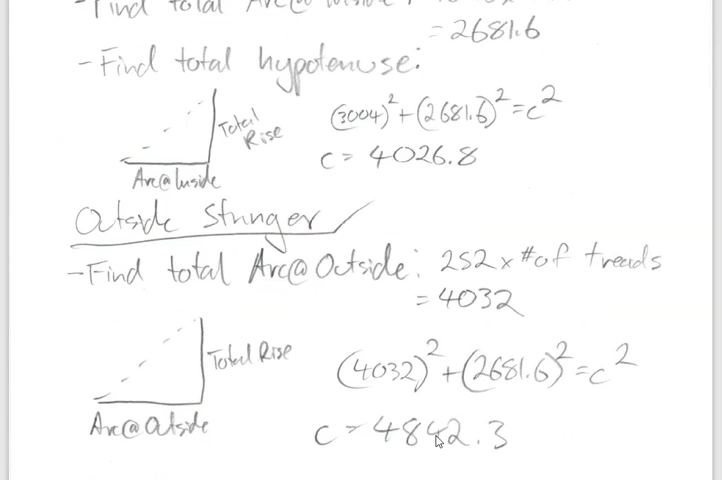 = 2681.6
- Find total hypotenuse:
Total Rise
(3004)² + (2681.6)² = c²
c = 4026.8
Arc@Inside
Outside Stringer
- Find total Arc@Outside: 252 x # of treads
= 4032
Total Rise
(4032)² + (2681.6)² = c²
Arc@Outside
c = 4842.3